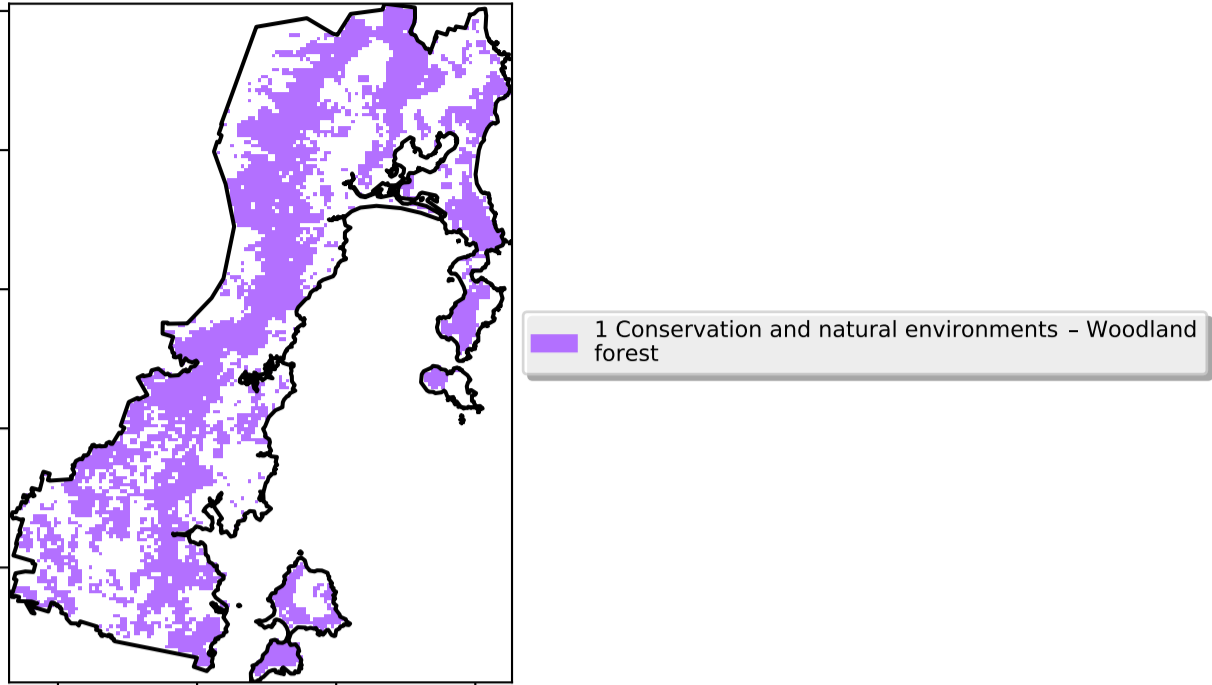 1 Conservation and natural environments – Woodland
forest